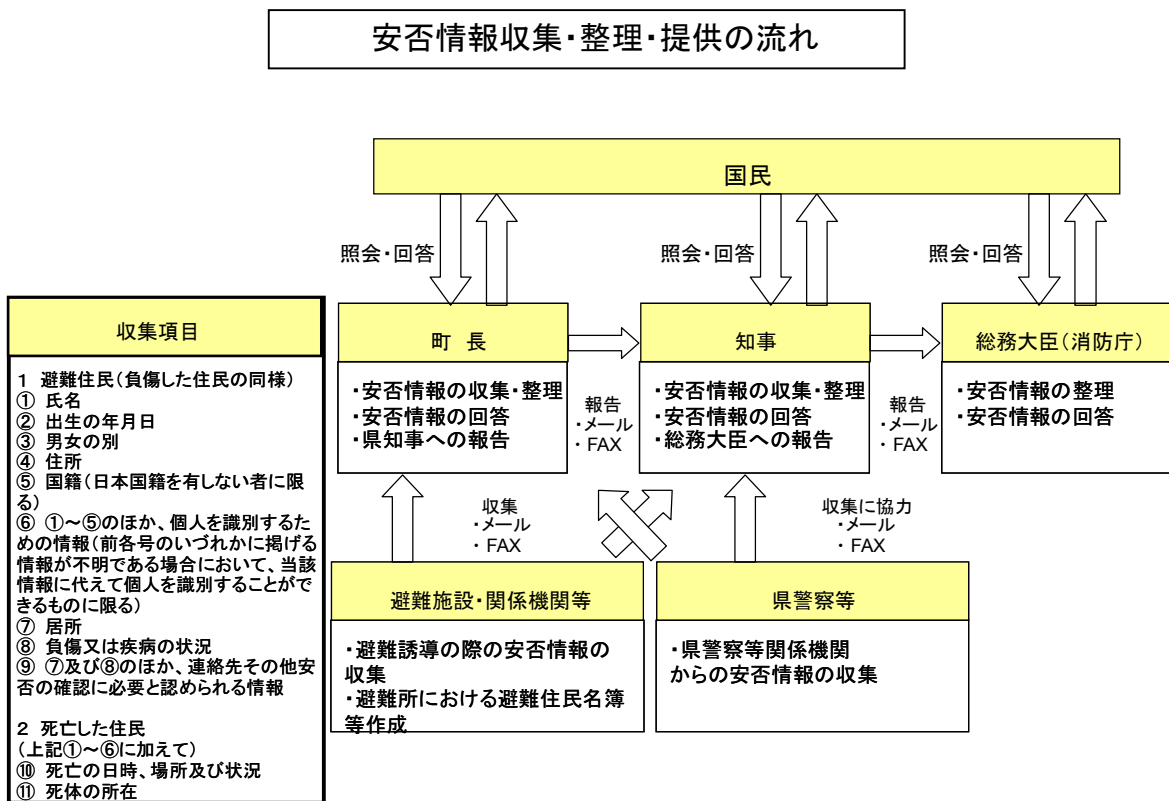 安否情報収集・整理・提供の流れ
国民
照会・回答
照会・回答
照会・回答
収集項目
1 避難住民（負傷した住民の同様）
① 氏名
② 出生の年月日
③ 男女の別
④ 住所
⑤ 国籍（日本国籍を有しない者に限
る）
⑥ ①～⑤のほか、個人を識別するた
めの情報（前各号のいづれかに掲げる
情報が不明である場合において、当該
情報に代えて個人を識別することがで
きるものに限る）
⑦ 居所
⑧ 負傷又は疾病の状況
⑨ ⑦及び⑧のほか、連絡先その他安
否の確認に必要と認められる情報
2 死亡した住民
（上記①～⑥に加えて）
⑩ 死亡の日時、場所及び状況
⑪ 死体の所在
町 長
・安否情報の収集・整理
・安否情報の回答
・県知事への報告
報告
・メール
・FAX
知事
・安否情報の収集・整理
・安否情報の回答
・総務大臣への報告
報告
・メール
・FAX
総務大臣（消防庁）
・安否情報の整理
・安否情報の回答
収集
・メール
・FAX
収集に協力
・メール
・FAX
避難施設・関係機関等
・避難誘導の際の安否情報の
収集
・避難所における避難住民名簿
等作成
県警察等
・県警察等関係機関
からの安否情報の収集